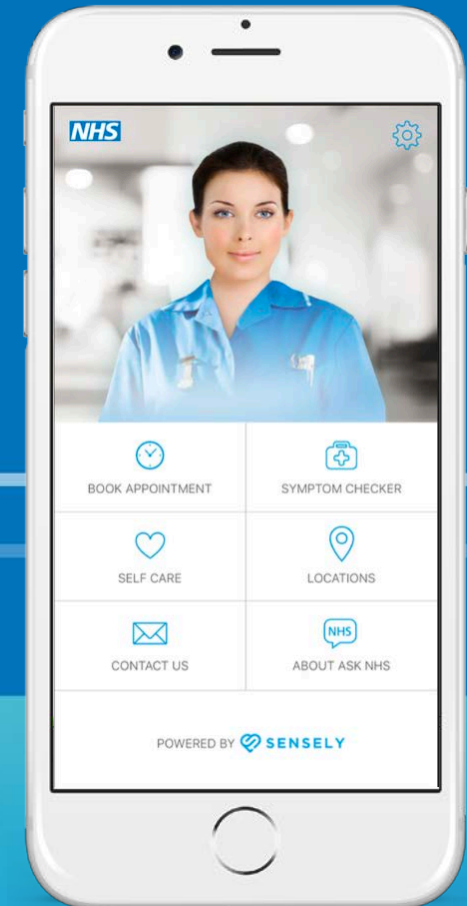 NHS
BOOK APPOINTMENT
SYMPTOM CHECKER
SELF CARE
LOCATIONS
NHS
CONTACT US
ABOUT ASK NHS
POWERED BY SENSELY